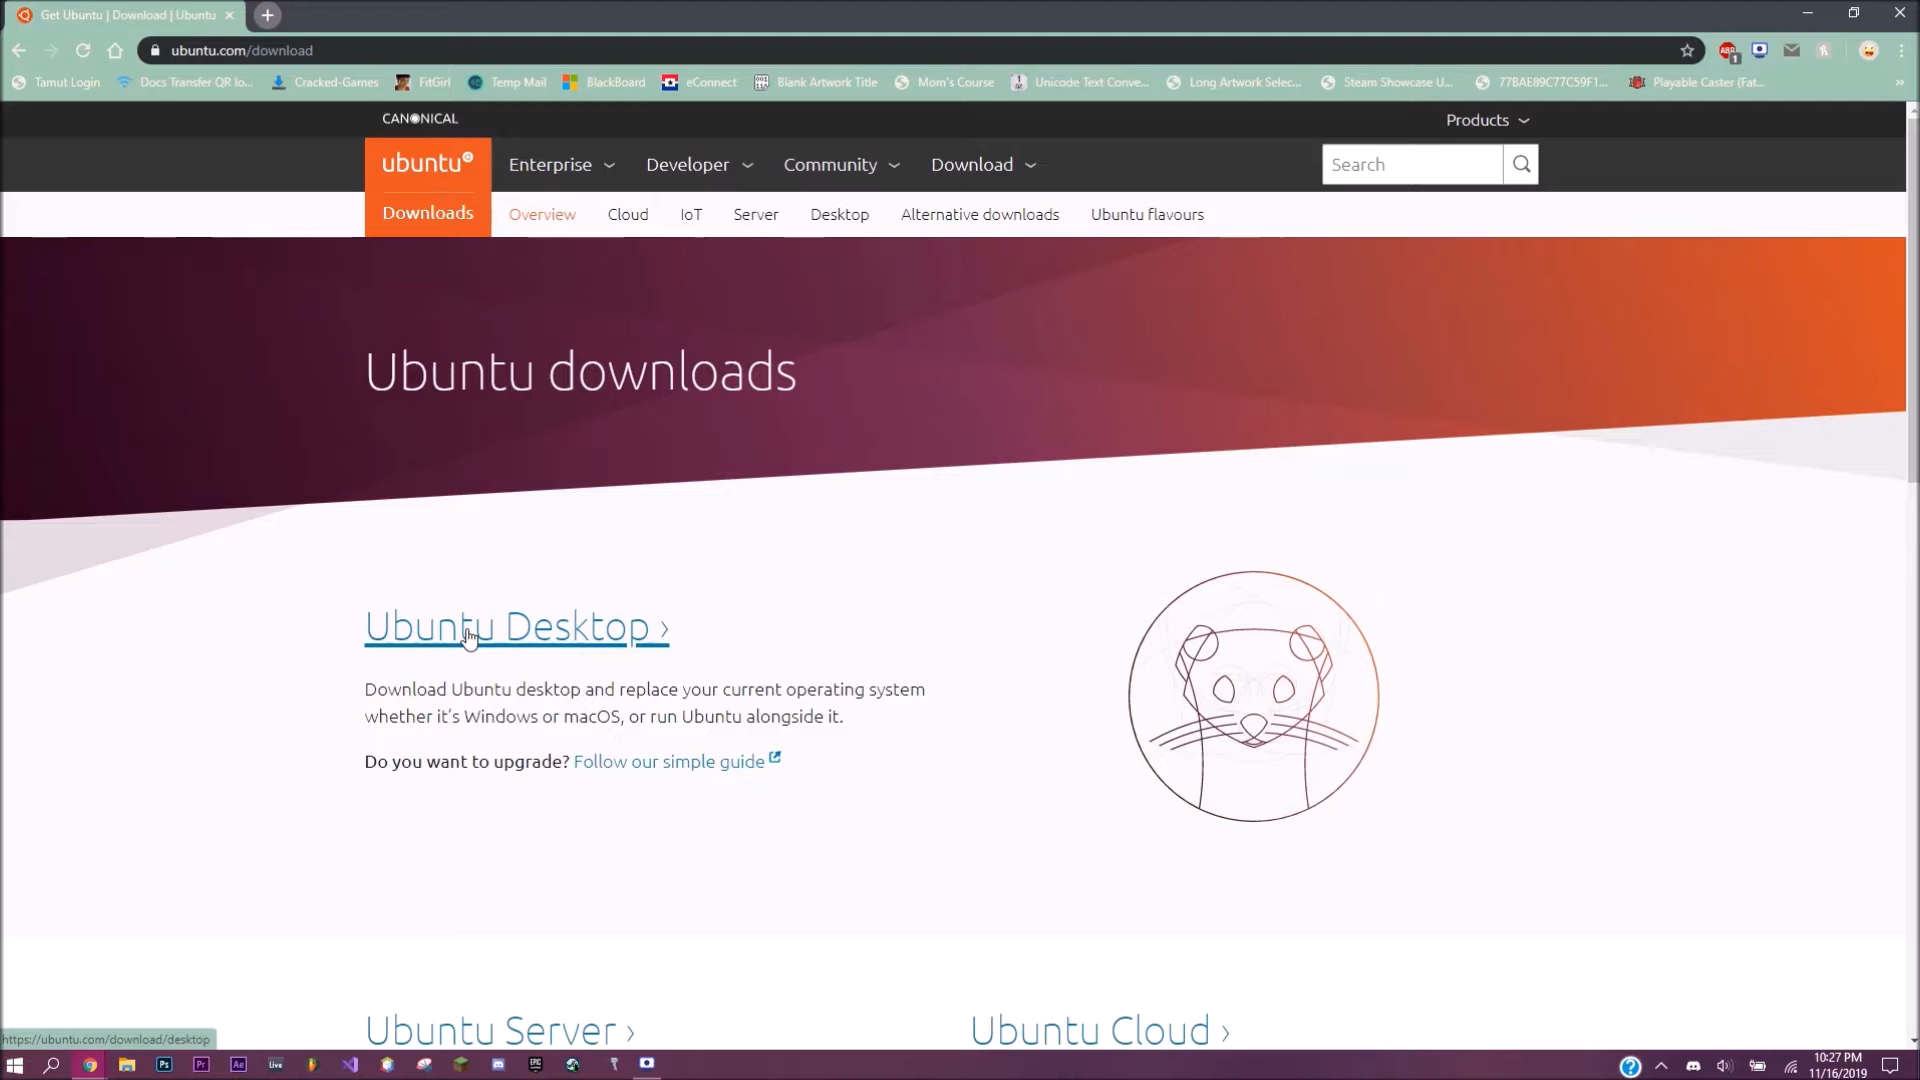 Get Ubuntu | Download | Ubuntu
ubuntu.com/download
Tamut Login
Docs Transfer QR lo...
Cracked-Games
FitGirl
Temp Mail
BlackBoard
eConnect
Blank Artwork Title
Mom's Course
Unicode Text Conve...
Long Artwork Selec...
Steam Showcase U...
77BAE89C77C59F1...
Playable Caster (Fat...
CANONICAL
Products
ubuntu
Enterprise
Developer
Community
Download
Search
Downloads
Overview
Cloud
IoT
Server
Desktop
Alternative downloads
Ubuntu flavours
Ubuntu downloads
Ubuntu Desktop ›
Download Ubuntu desktop and replace your current operating system
whether it's Windows or macOS, or run Ubuntu alongside it.
Do you want to upgrade? Follow our simple guide
Ubuntu Server ›
Ubuntu Cloud ›
https://ubuntu.com/download/desktop
Ps
Pr
Ae
Live
EPIC
10:27 PM
11/16/2019